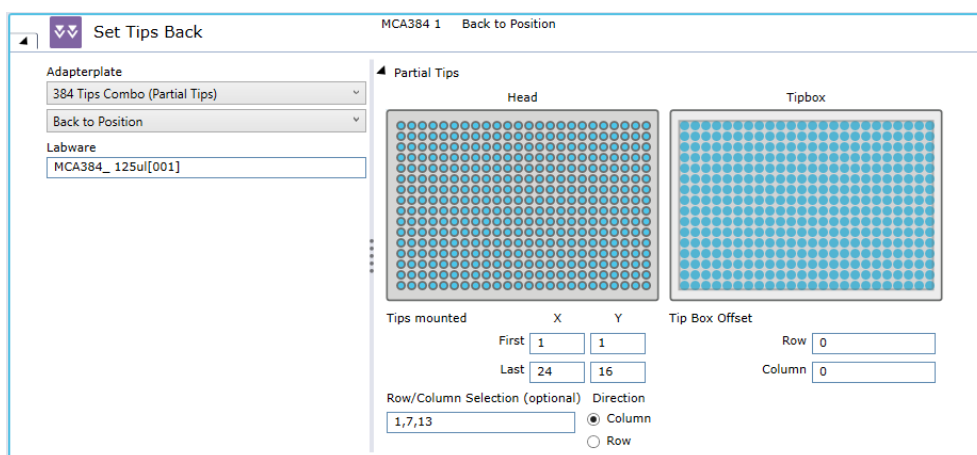 Set Tips Back
MCA384 1 Back to Position
Adapterplate
384 Tips Combo (Partial Tips)
Back to Position
Labware
MCA384_ 125ul[001]
Partial Tips
Head Tipbox
Tips mounted X Y Tip Box Offset
First 1 1 Row 0
Last 24 16 Column 0
Row/Column Selection (optional) Direction
1,7,13 Column
Row